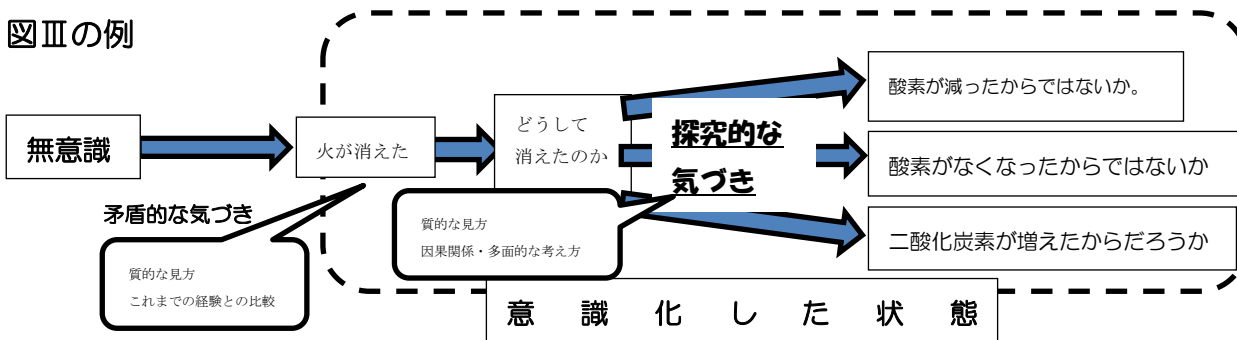 図Ⅲの例
無意識
火が消えた
どうして
消えたのか
探究的な
気づき
酸素が減ったからではないか。
酸素がなくなったからではないか
二酸化炭素が増えたからだろうか
矛盾的な気づき
質的な見方
これまでの経験との比較
質的な見方
因果関係・多面的な考え方
意識化した状態